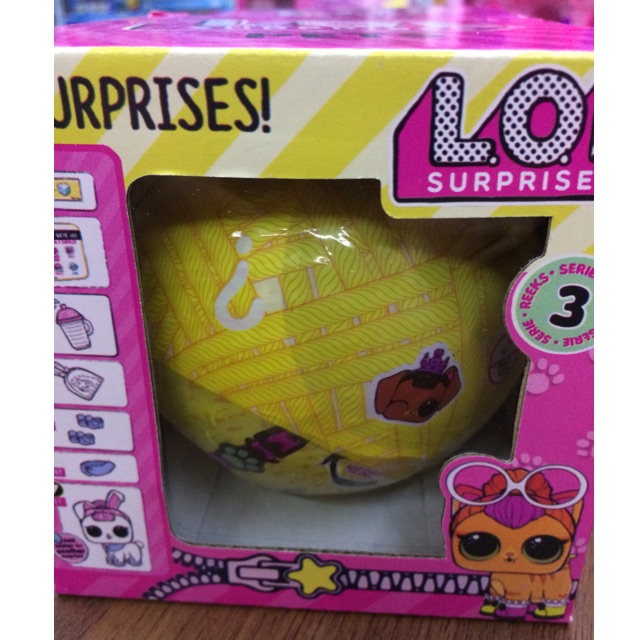 URPRISES!
L.O.
SURPRISE
SERIE • REEKS • SERIE
3